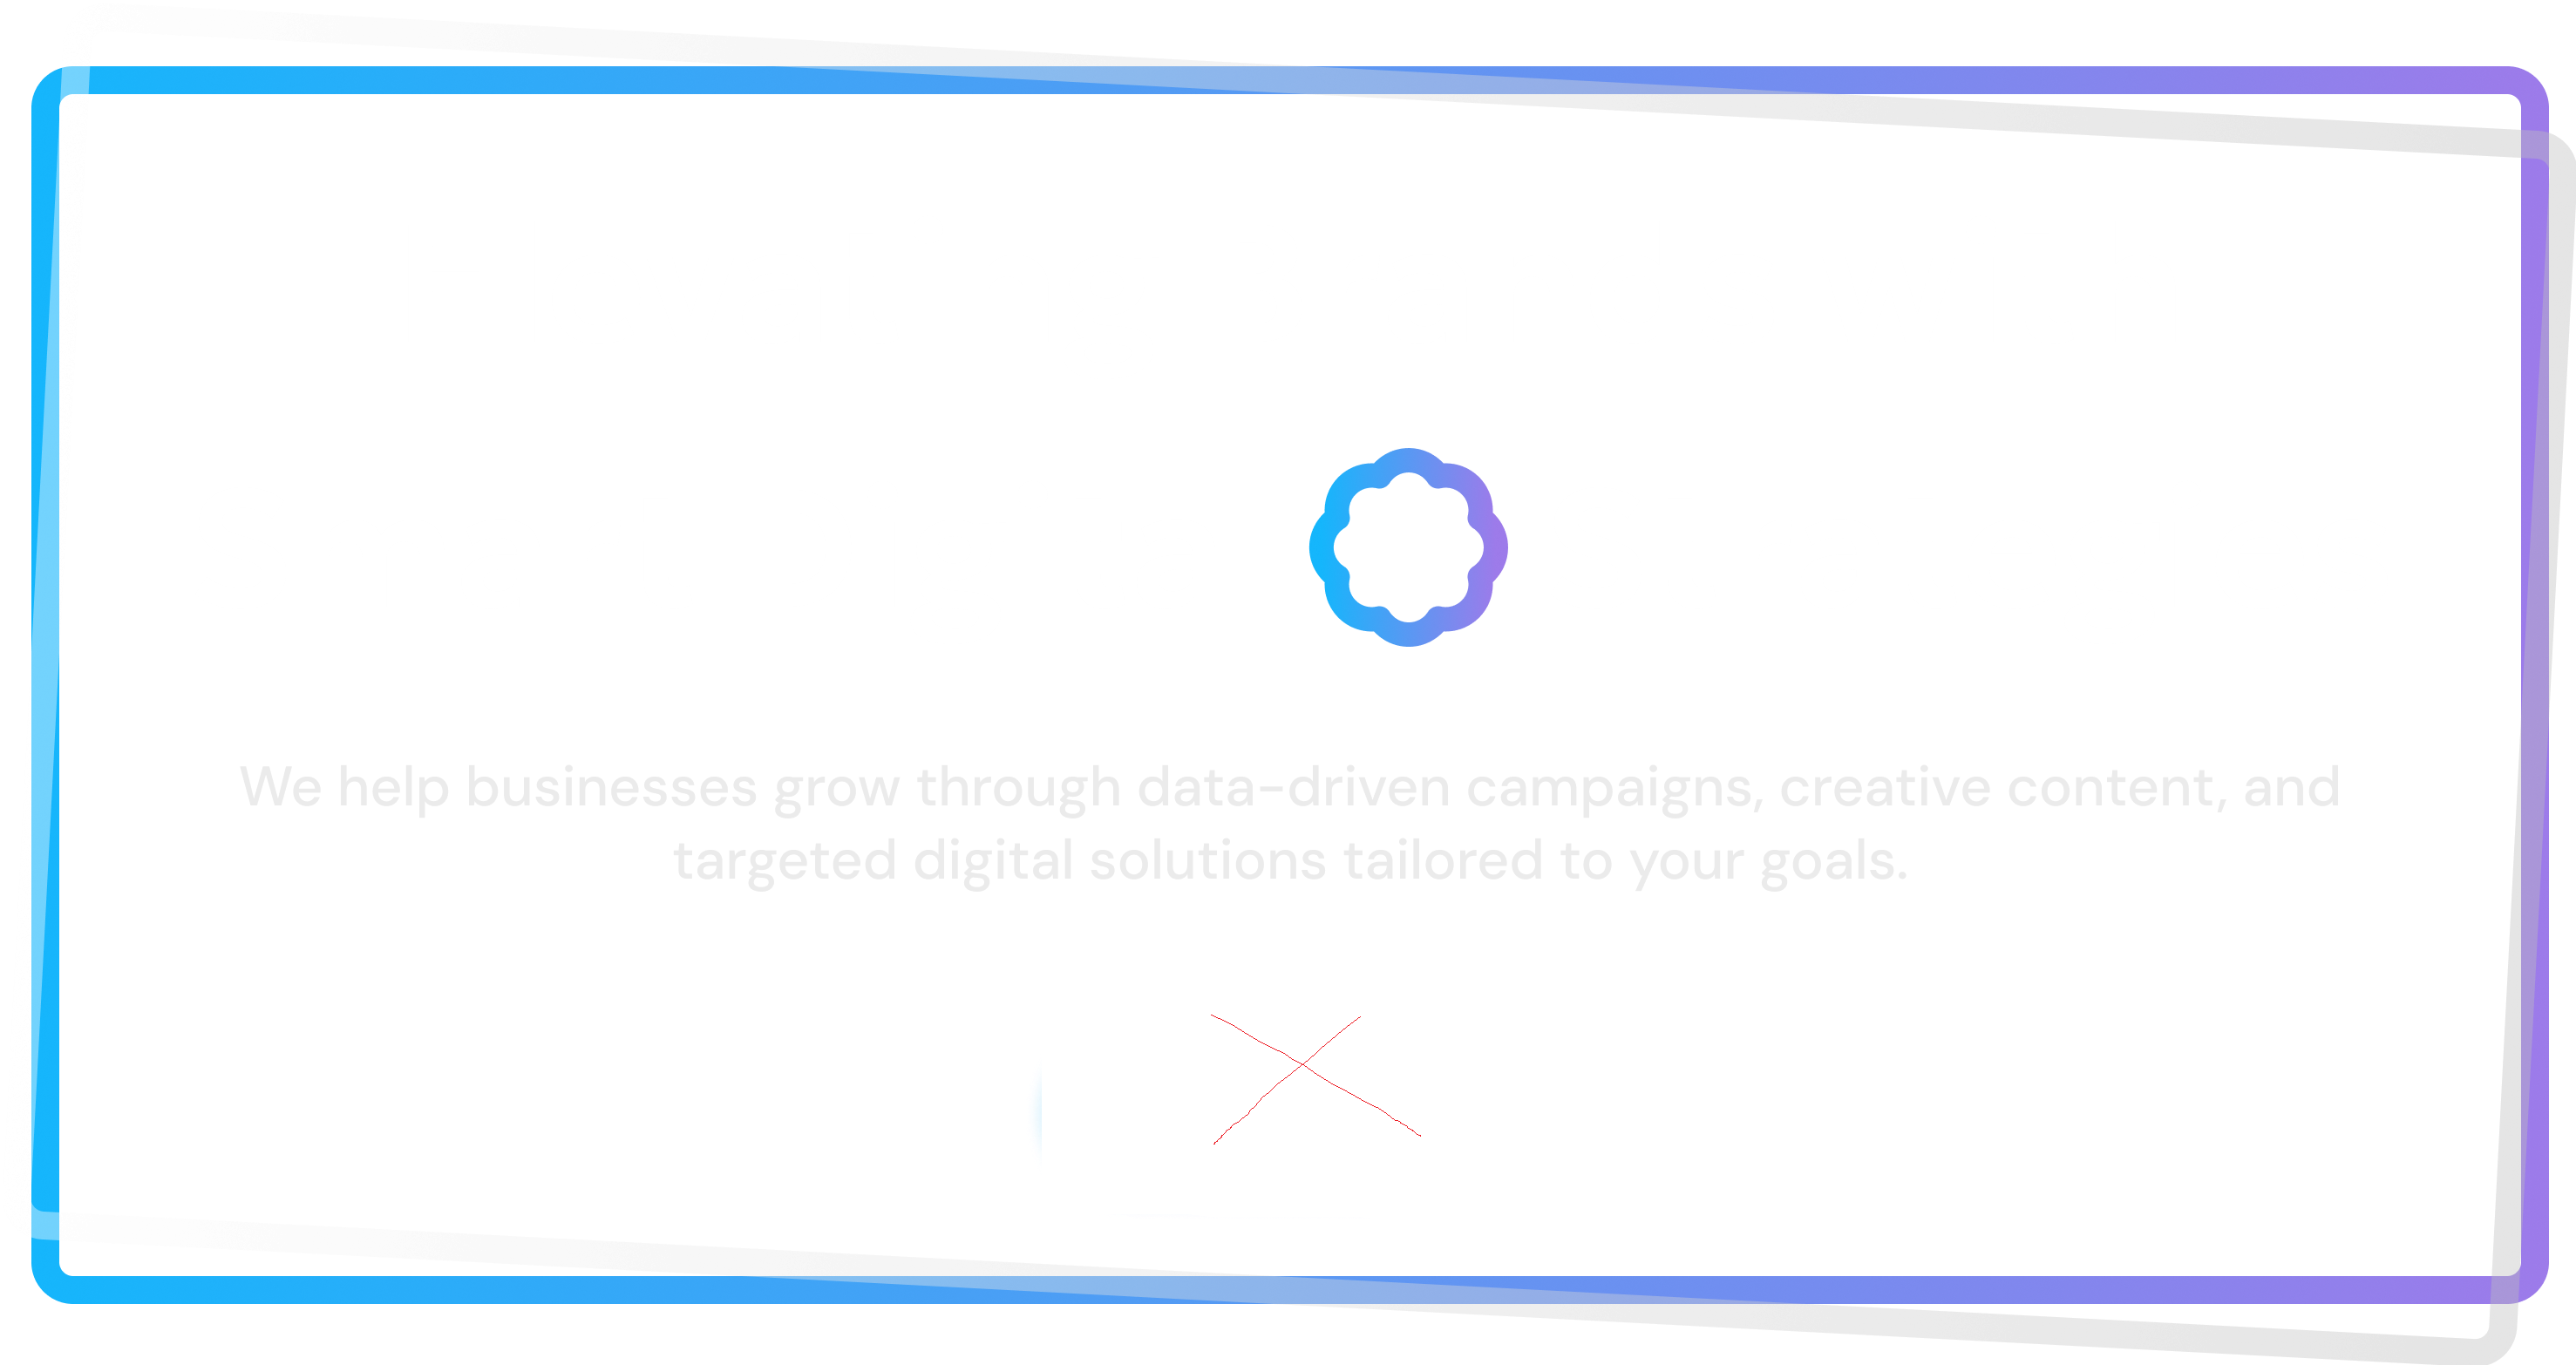 We help businesses grow through data-driven campaigns, creative content, and
targeted digital solutions tailored to your goals.